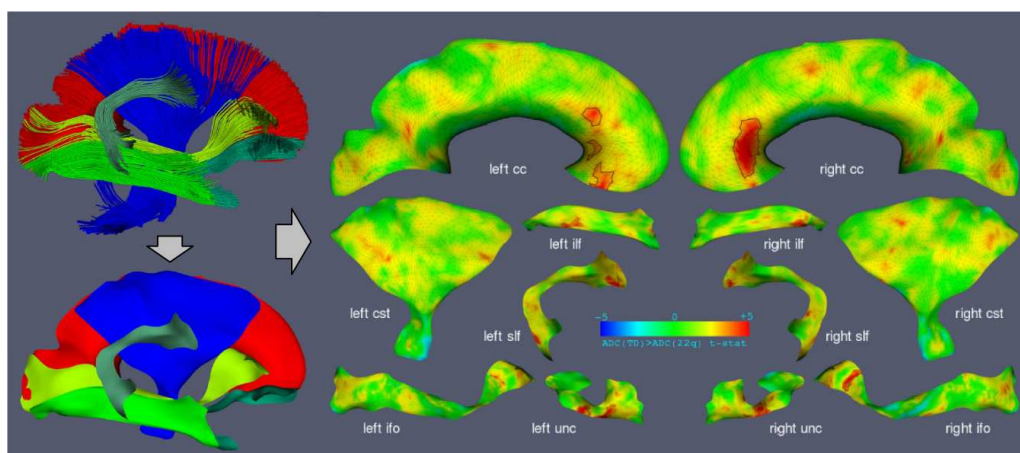 left cc
right cc
left ilf
right ilf
left cst
left slf
-5
0
+5
ADC(TD)>ADC(22q) t-stat
right slf
right cst
left ifo
left unc
right unc
right ifo